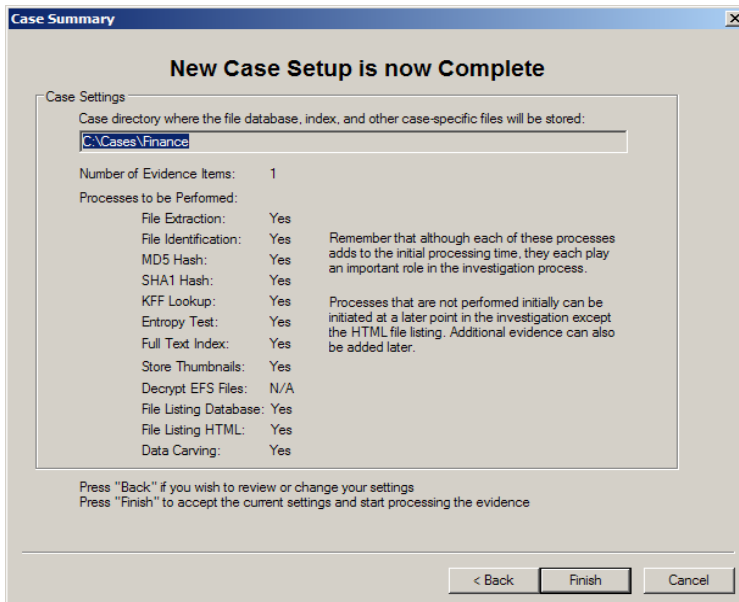 Case Summary
New Case Setup is now Complete
Case Settings
Case directory where the file database, index, and other case-specific files will be stored:
C:\Cases\Finance
Number of Evidence Items: 1
Processes to be Performed:
File Extraction: Yes
File Identification: Yes
MD5 Hash: Yes
SHA1 Hash: Yes
KFF Lookup: Yes
Entropy Test: Yes
Full Text Index: Yes
Store Thumbnails: Yes
Decrypt EFS Files: N/A
File Listing Database: Yes
File Listing HTML: Yes
Data Carving: Yes
Remember that although each of these processes
adds to the initial processing time, they each play
an important role in the investigation process.
Processes that are not performed initially can be
initiated at a later point in the investigation except
the HTML file listing. Additional evidence can also
be added later.
Press "Back" if you wish to review or change your settings
Press "Finish" to accept the current settings and start processing the evidence
< Back
Finish
Cancel